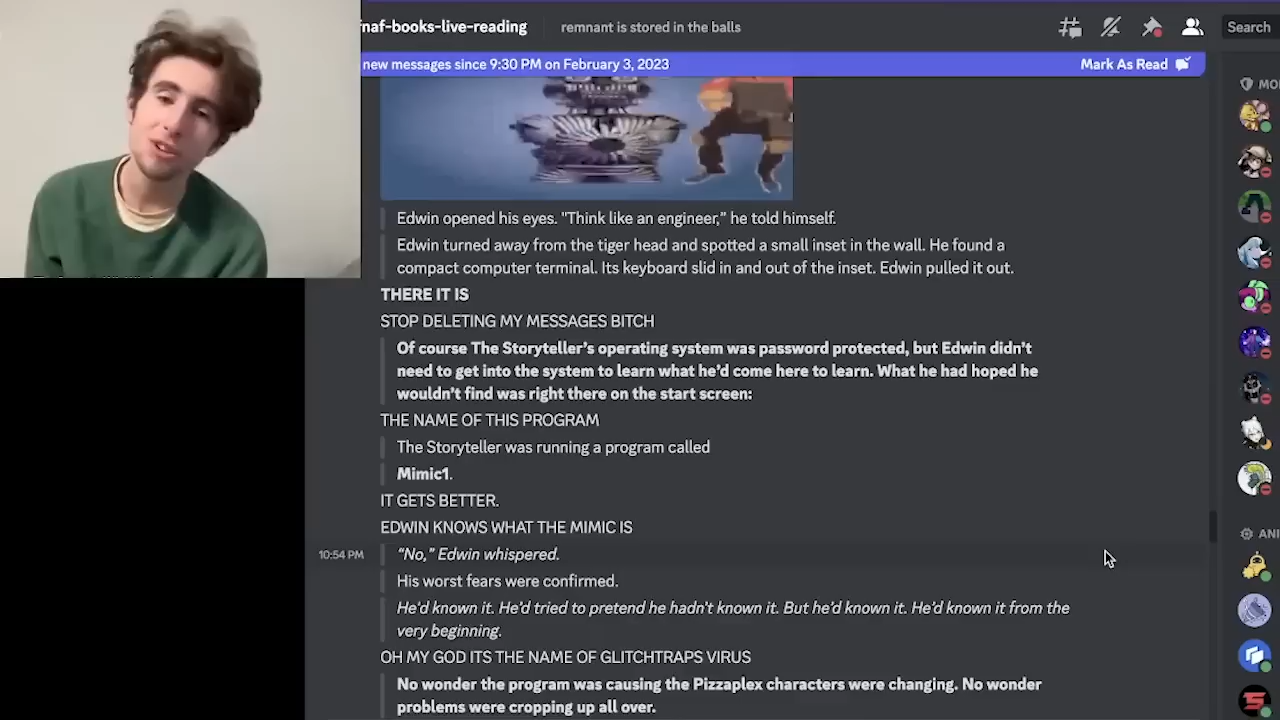 fnaf-books-live-reading
remnant is stored in the balls
Search
new messages since 9:30 PM on February 3, 2023
Mark As Read
MO
Edwin opened his eyes. "Think like an engineer,” he told himself.
Edwin turned away from the tiger head and spotted a small inset in the wall. He found a
compact computer terminal. Its keyboard slid in and out of the inset. Edwin pulled it out.
THERE IT IS
STOP DELETING MY MESSAGES BITCH
Of course The Storyteller’s operating system was password protected, but Edwin didn’t
need to get into the system to learn what he’d come here to learn. What he had hoped he
wouldn’t find was right there on the start screen:
THE NAME OF THIS PROGRAM
The Storyteller was running a program called
Mimic1.
IT GETS BETTER.
EDWIN KNOWS WHAT THE MIMIC IS
ANI
10:54 PM
“No,” Edwin whispered.
His worst fears were confirmed.
He’d known it. He’d tried to pretend he hadn’t known it. But he’d known it. He’d known it from the
very beginning.
OH MY GOD ITS THE NAME OF GLITCHTRAPS VIRUS
No wonder the program was causing the Pizzaplex characters were changing. No wonder
problems were cropping up all over.